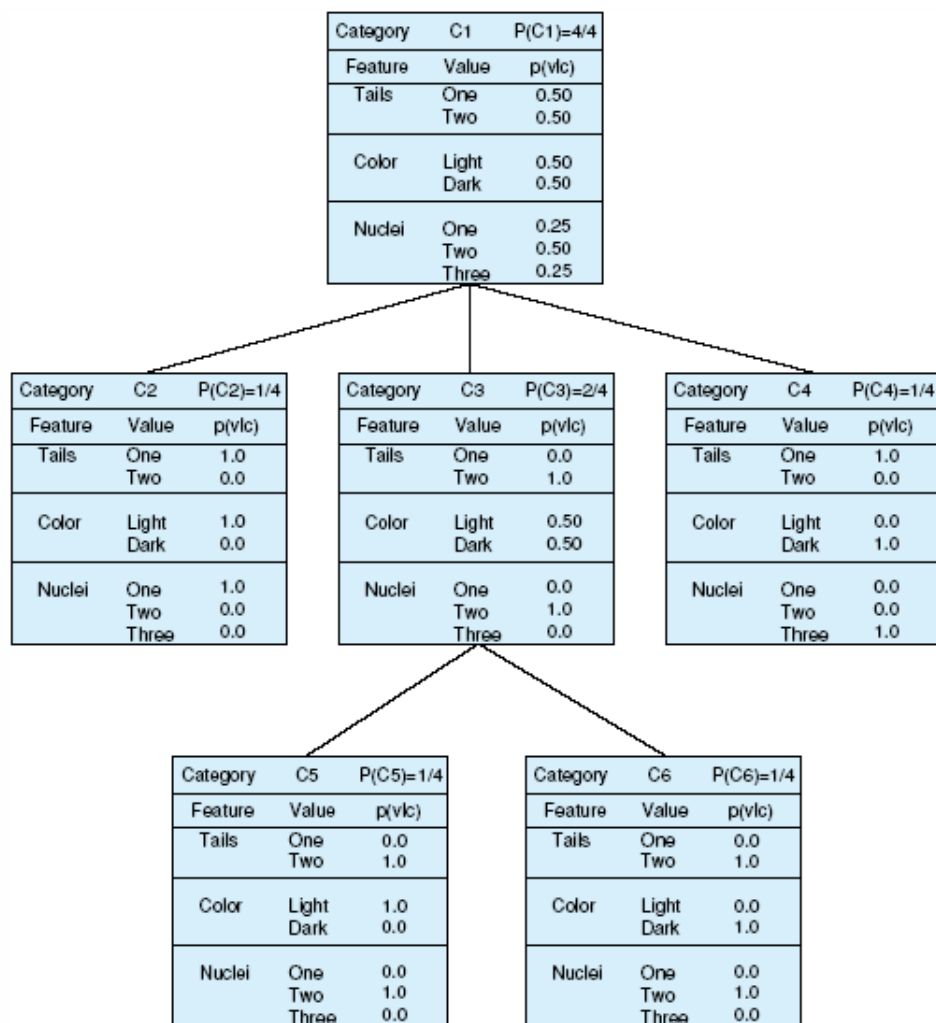 Category C1 P(C1)=4/4
Feature Value p(vlc)
Tails One 0.50
Two 0.50
Color Light 0.50
Dark 0.50
Nuclei One 0.25
Two 0.50
Three 0.25
Category C2 P(C2)=1/4
Feature Value p(vlc)
Tails One 1.0
Two 0.0
Color Light 1.0
Dark 0.0
Nuclei One 1.0
Two 0.0
Three 0.0
Category C3 P(C3)=2/4
Feature Value p(vlc)
Tails One 0.0
Two 1.0
Color Light 0.50
Dark 0.50
Nuclei One 0.0
Two 1.0
Three 0.0
Category C4 P(C4)=1/4
Feature Value p(vlc)
Tails One 1.0
Two 0.0
Color Light 0.0
Dark 1.0
Nuclei One 0.0
Two 0.0
Three 1.0
Category C5 P(C5)=1/4
Feature Value p(vlc)
Tails One 0.0
Two 1.0
Color Light 1.0
Dark 0.0
Nuclei One 0.0
Two 1.0
Three 0.0
Category C6 P(C6)=1/4
Feature Value p(vlc)
Tails One 0.0
Two 1.0
Color Light 0.0
Dark 1.0
Nuclei One 0.0
Two 1.0
Three 0.0